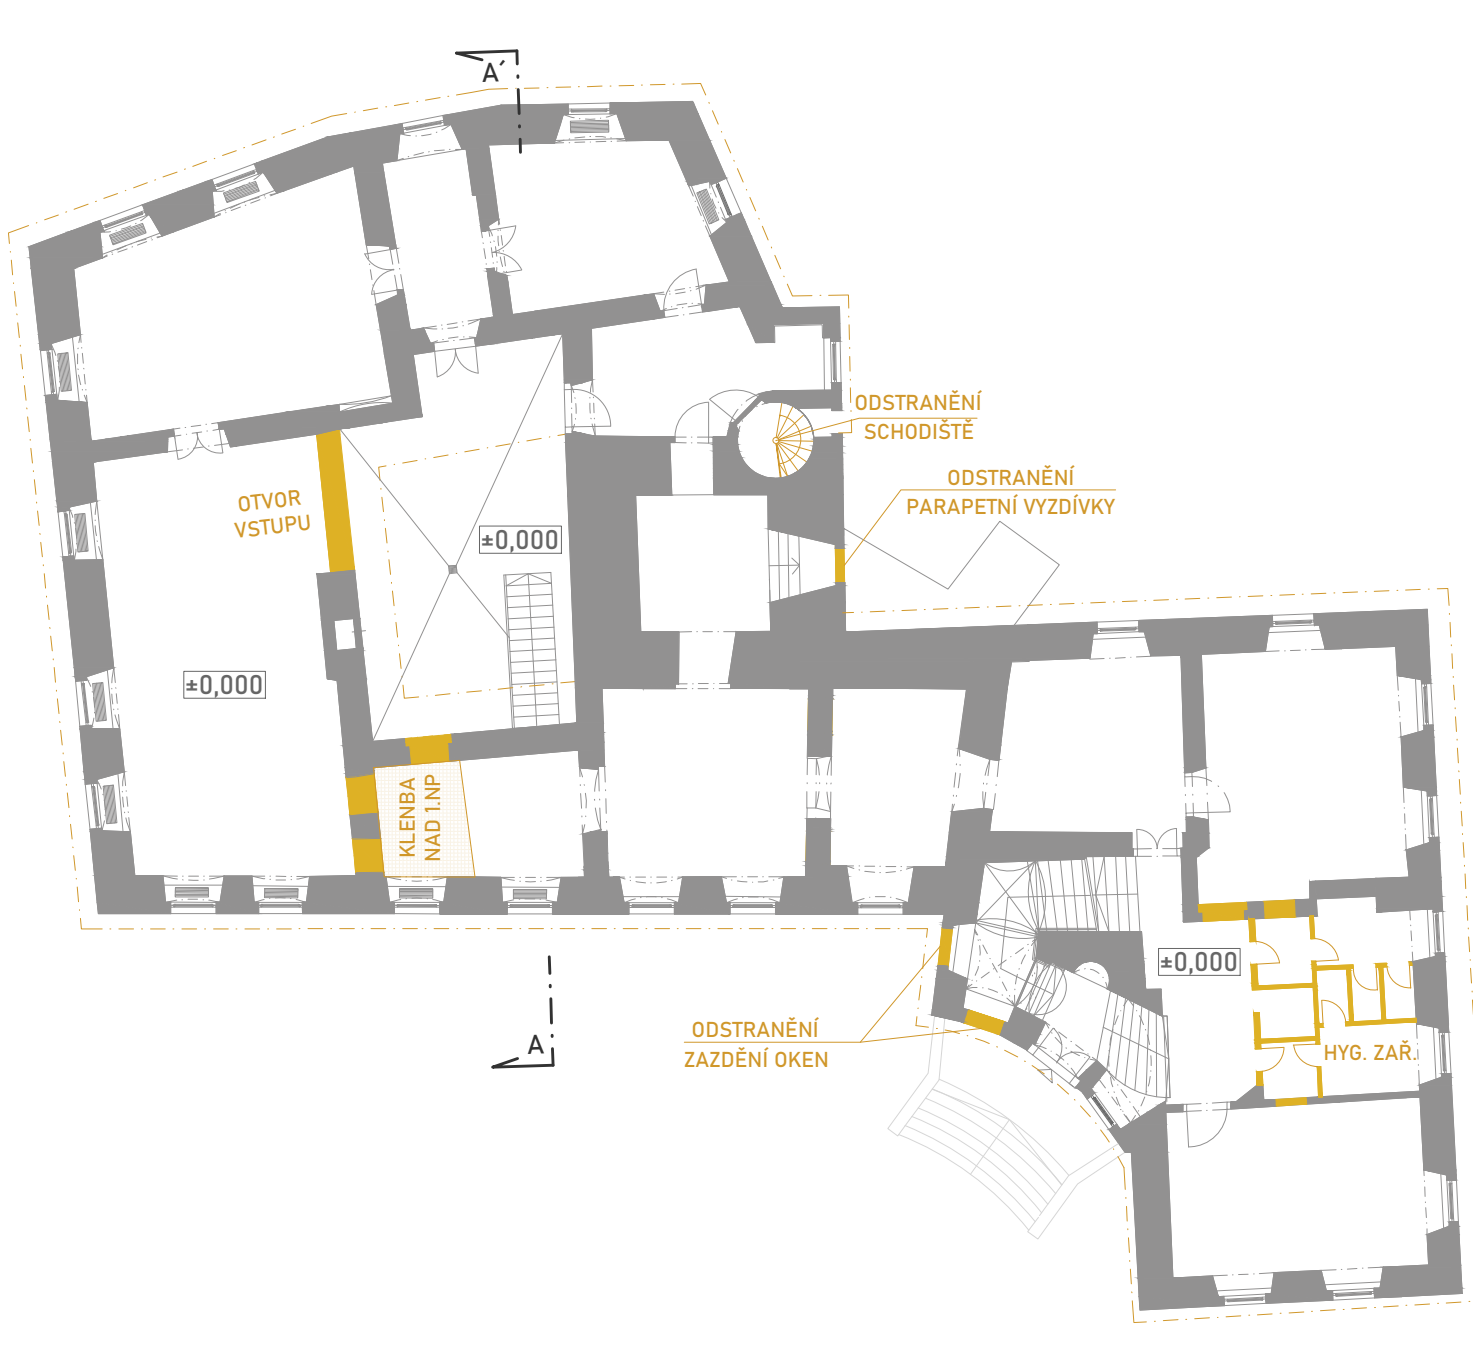 A´
ODSTRANĚNÍ
SCHODIŠTĚ
ODSTRANĚNÍ
PARAPETNÍ VYZDÍVKY
OTVOR
VSTUPU
±0,000
±0,000
KLENBA
NAD 1.NP
±0,000
ODSTRANĚNÍ
ZAZDĚNÍ OKEN
A
HYG. ZAŘ.